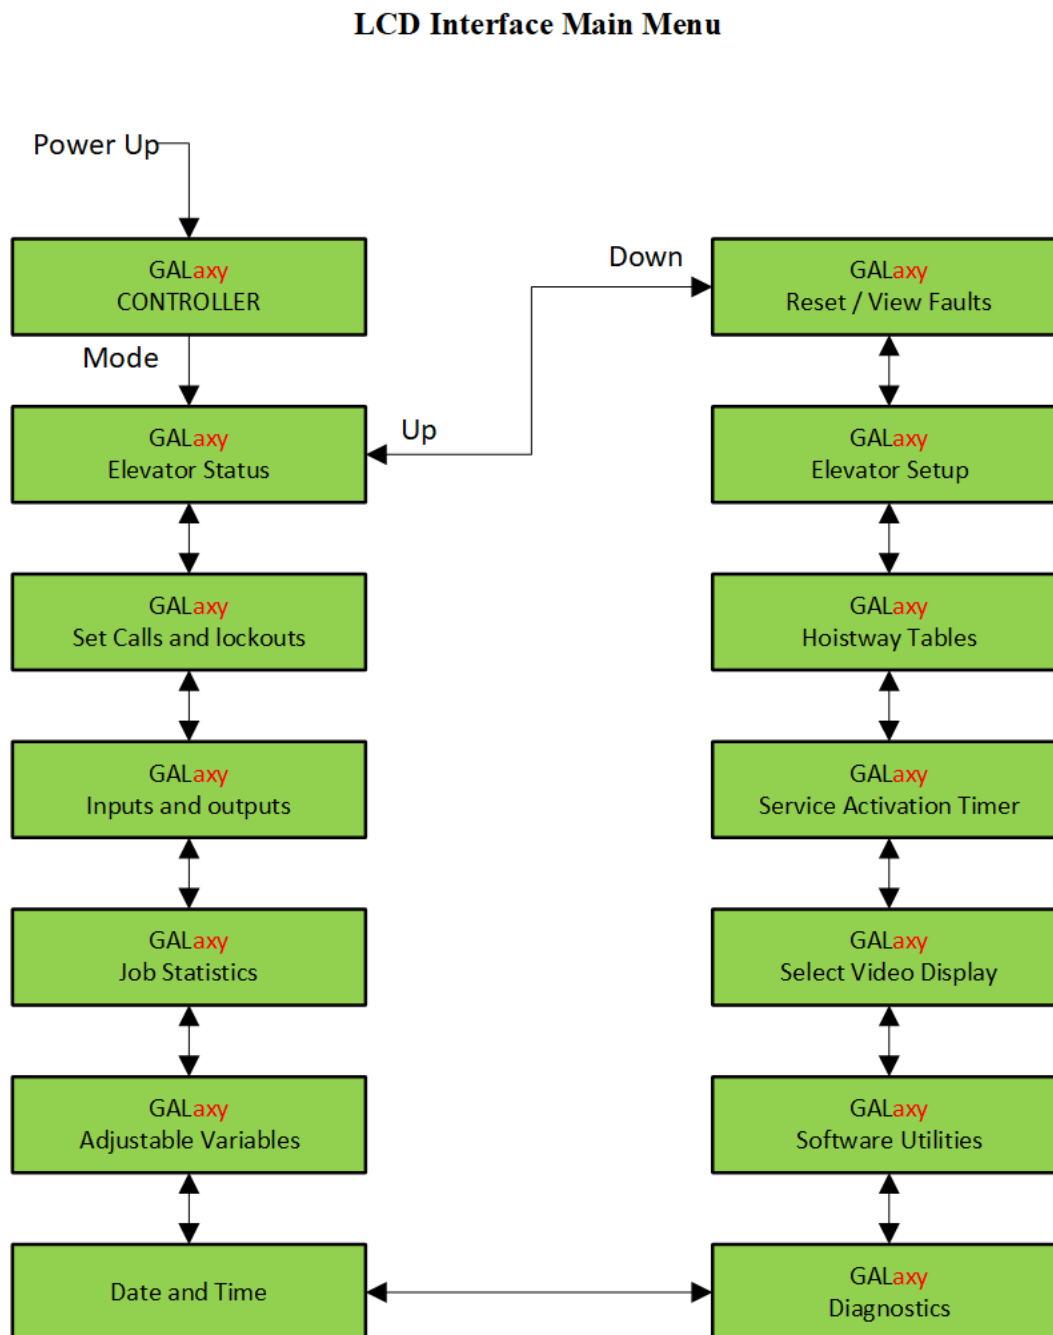 LCD Interface Main Menu
Power Up
GALaxy
CONTROLLER
Mode
GALaxy
Elevator Status
Up
GALaxy
Set Calls and lockouts
GALaxy
Inputs and outputs
GALaxy
Job Statistics
GALaxy
Adjustable Variables
Date and Time
Down
GALaxy
Reset / View Faults
GALaxy
Elevator Setup
GALaxy
Hoistway Tables
GALaxy
Service Activation Timer
GALaxy
Select Video Display
GALaxy
Software Utilities
GALaxy
Diagnostics